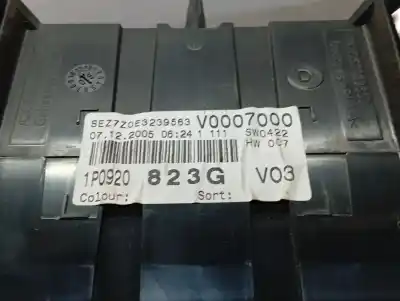 SEZ7Z0E3239563 V0007000
07.12.2005 06:24 1 111 SW0422
HW 007
1P0920 823G V03
Colour: Sort: